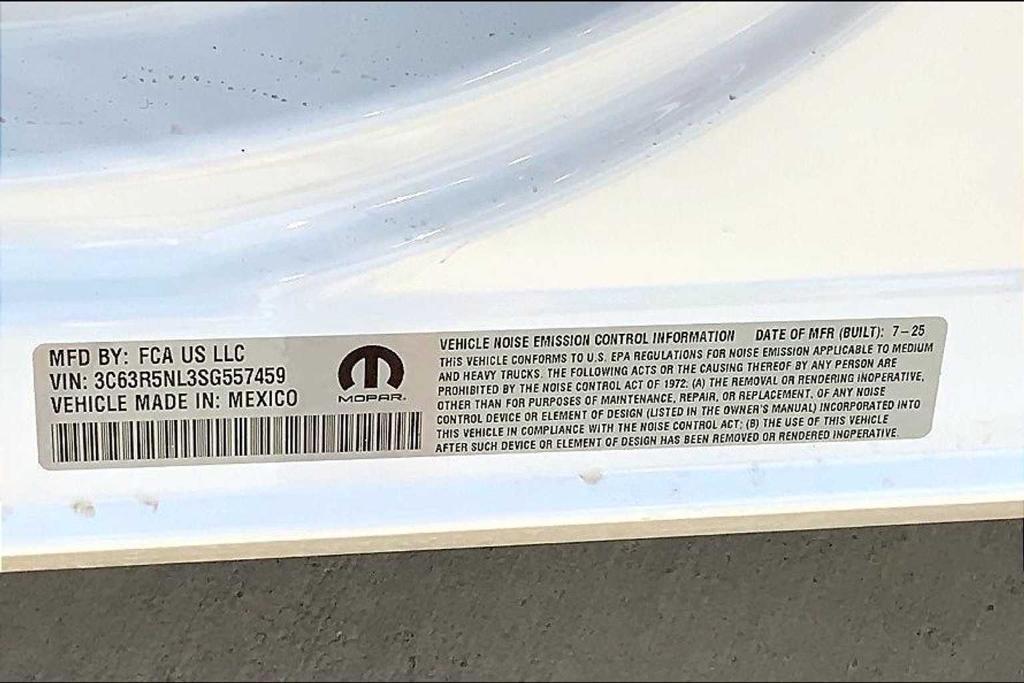 MFD BY: FCA US LLC
VIN: 3C63R5NL3SG557459
VEHICLE MADE IN: MEXICO
MOPAR.
VEHICLE NOISE EMISSION CONTROL INFORMATION DATE OF MFR (BUILT): 7-25
THIS VEHICLE CONFORMS TO U.S. EPA REGULATIONS FOR NOISE EMISSION APPLICABLE TO MEDIUM
AND HEAVY TRUCKS. THE FOLLOWING ACTS OR THE CAUSING THEREOF BY ANY PERSON ARE
PROHIBITED BY THE NOISE CONTROL ACT OF 1972: (A) THE REMOVAL OR RENDERING INOPERATIVE,
OTHER THAN FOR PURPOSES OF MAINTENANCE, REPAIR, OR REPLACEMENT, OF ANY NOISE
CONTROL DEVICE OR ELEMENT OF DESIGN (LISTED IN THE OWNER'S MANUAL) INCORPORATED INTO
THIS VEHICLE IN COMPLIANCE WITH THE NOISE CONTROL ACT; (B) THE USE OF THIS VEHICLE
AFTER SUCH DEVICE OR ELEMENT OF DESIGN HAS BEEN REMOVED OR RENDERED INOPERATIVE.